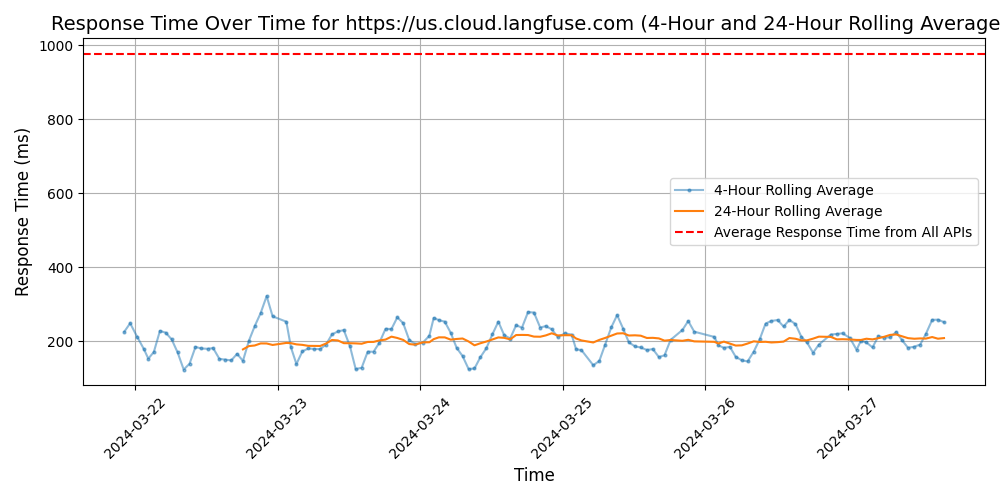 Response Time Over Time for https://us.cloud.langfuse.com (4-Hour and 24-Hour Rolling Average
Response Time (ms)
1000
800
600
400
200
4-Hour Rolling Average
24-Hour Rolling Average
Average Response Time from All APIs
2024-03-22
2024-03-23
2024-03-24
2024-03-25
2024-03-26
2024-03-27
Time